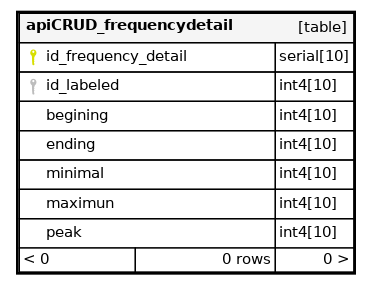 apiCRUD_frequencydetail [table]
id_frequency_detail serial[10]
id_labeled int4[10]
begining int4[10]
ending int4[10]
minimal int4[10]
maximun int4[10]
peak int4[10]
< 0 0 rows 0 >